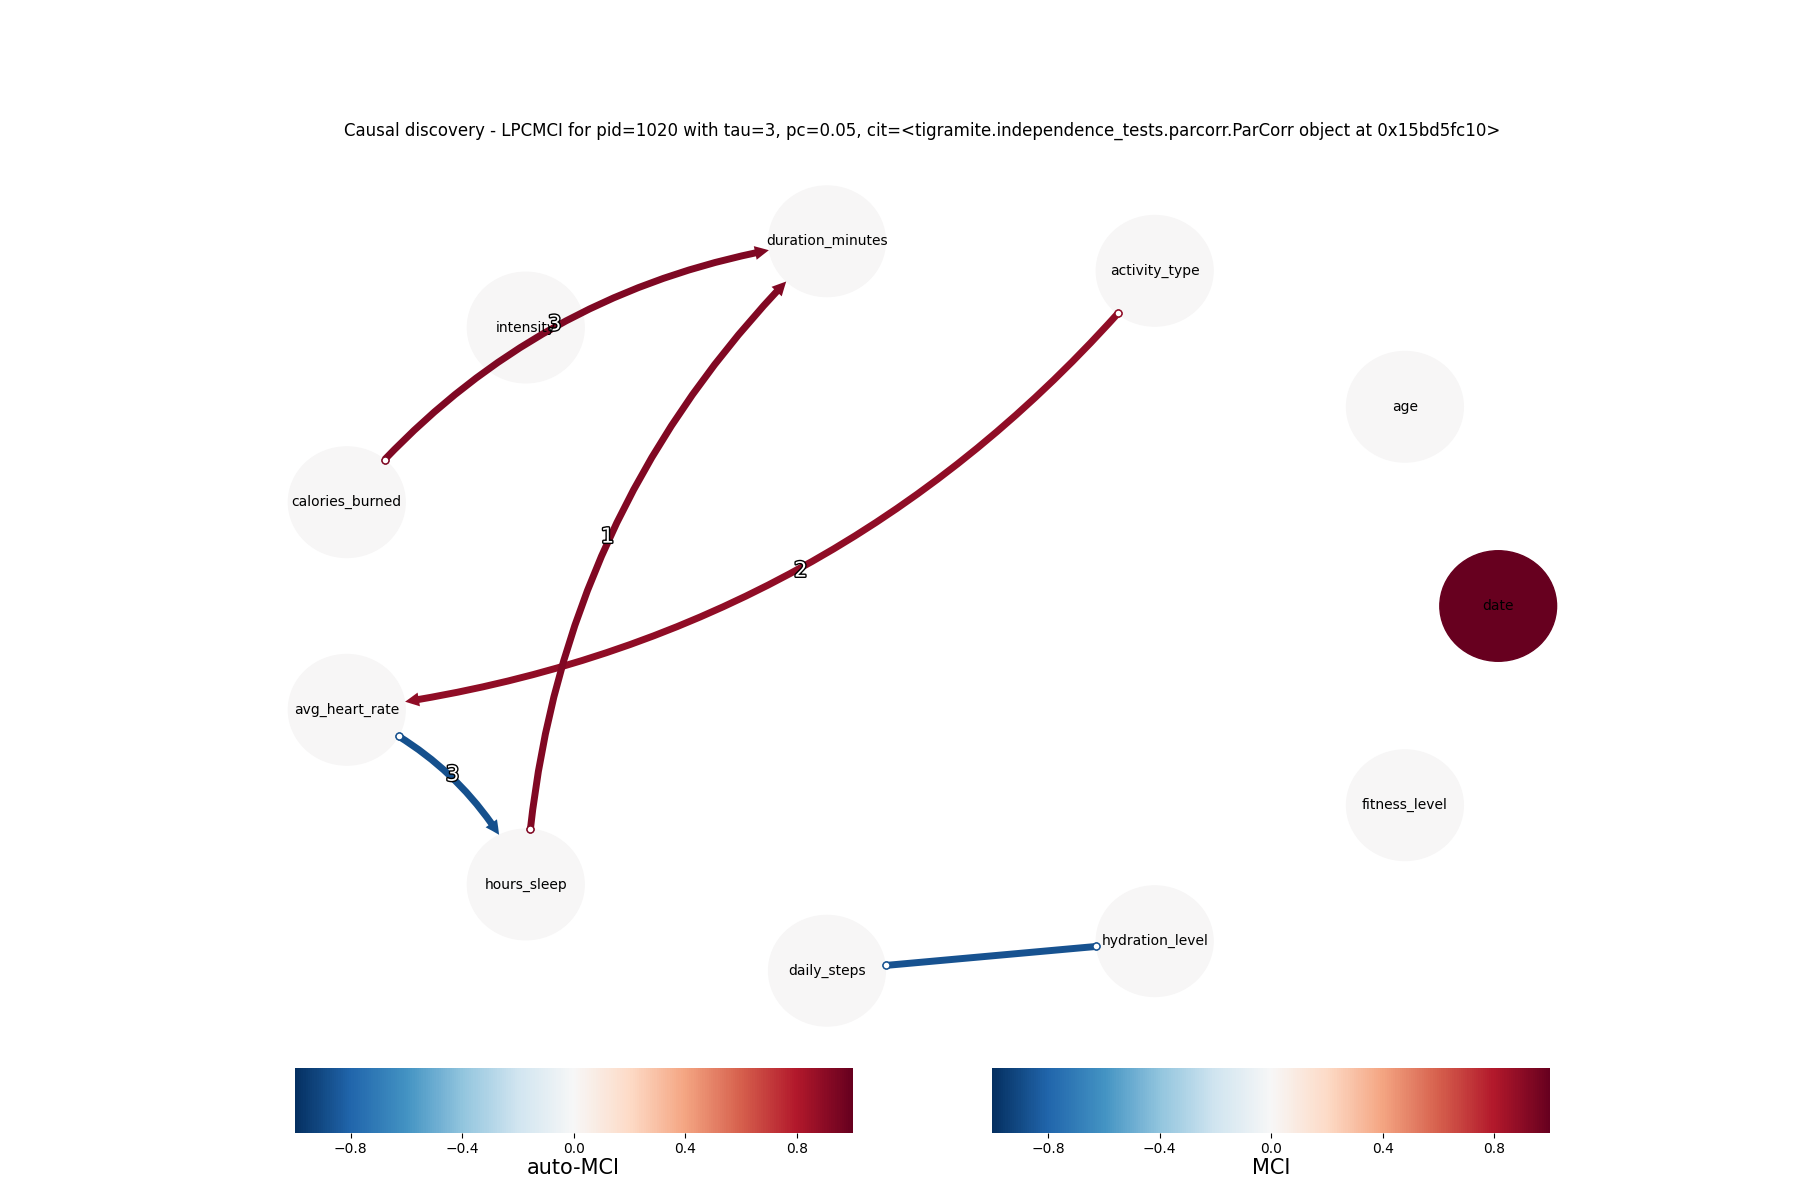 Causal discovery - LPCMCI for pid=1020 with tau=3, pc=0.05, cit=<tigramite.independence_tests.parcorr.ParCorr object at 0x15bd5fc10>
duration_minutes
activity_type
intensity
3
age
calories_burned
1
2
date
avg_heart_rate
3
fitness_level
hours_sleep
hydration_level
daily_steps
−0.8 −0.4 0.0 0.4 0.8
auto-MCI
−0.8 −0.4 0.0 0.4 0.8
MCI